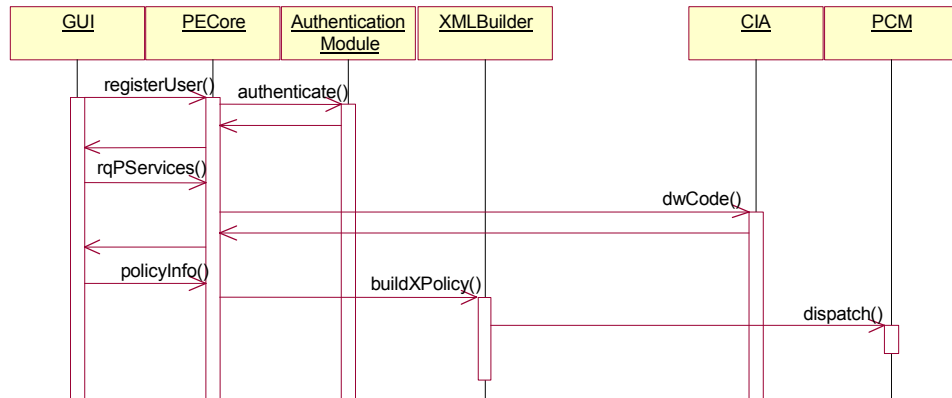 GUI
PECore
Authentication
Module
XMLBuilder
CIA
PCM
registerUser()
authenticate()
rqPServices()
dwCode()
policyInfo()
buildXPolicy()
dispatch()